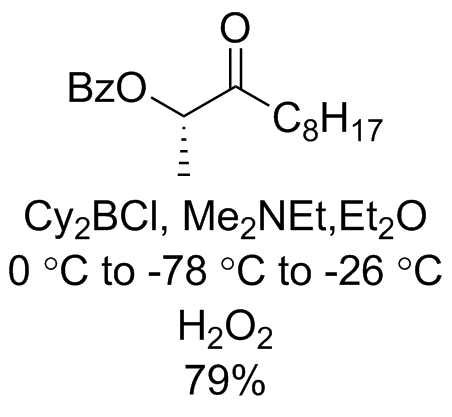 O
BzO
C₈H₁₇
Cy₂BCl, Me₂NEt,Et₂O
0 °C to -78 °C to -26 °C
H₂O₂
79%